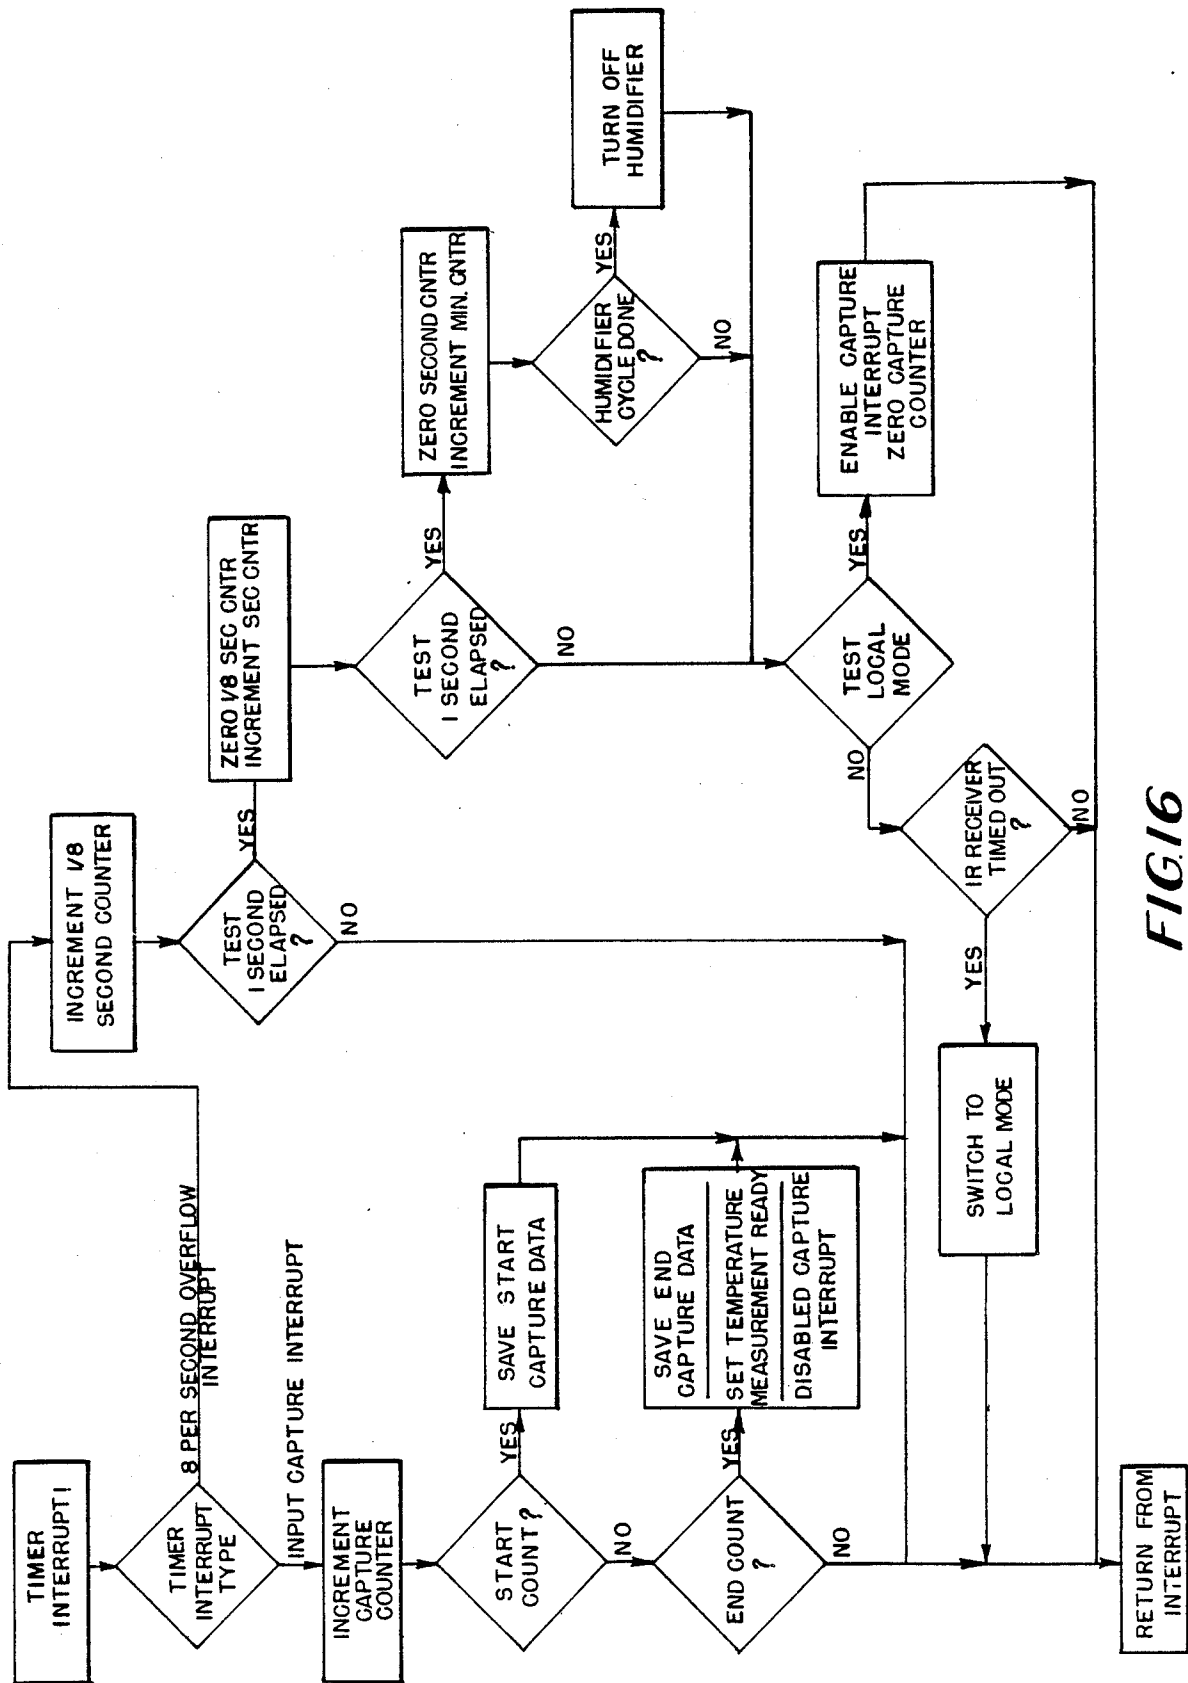 TIMER
INTERRUPT!
TIMER
INTERRUPT
TYPE
8 PER SECOND OVERFLOW
INTERRUPT
INPUT CAPTURE INTERRUPT
INCREMENT
CAPTURE
COUNTER
START
COUNT?
YES
NO
SAVE START
CAPTURE DATA
END COUNT
?
YES
NO
SAVE END
CAPTURE DATA
SET TEMPERATURE
MEASUREMENT READY
DISABLED CAPTURE
INTERRUPT
RETURN FROM
INTERRUPT
INCREMENT 1/8
SECOND COUNTER
TEST
1 SECOND
ELAPSED
?
YES
NO
ZERO 1/8 SEC CNTR
INCREMENT SEC CNTR
TEST
1 SECOND
ELAPSED
?
YES
NO
ZERO SECOND CNTR
INCREMENT MIN. CNTR
HUMIDIFIER
CYCLE DONE
?
YES
NO
TURN OFF
HUMIDIFIER
TEST
LOCAL
MODE
YES
NO
ENABLE CAPTURE
INTERRUPT
ZERO CAPTURE
COUNTER
IR RECEIVER
TIMED OUT
?
YES
NO
SWITCH TO
LOCAL MODE
FIG.16